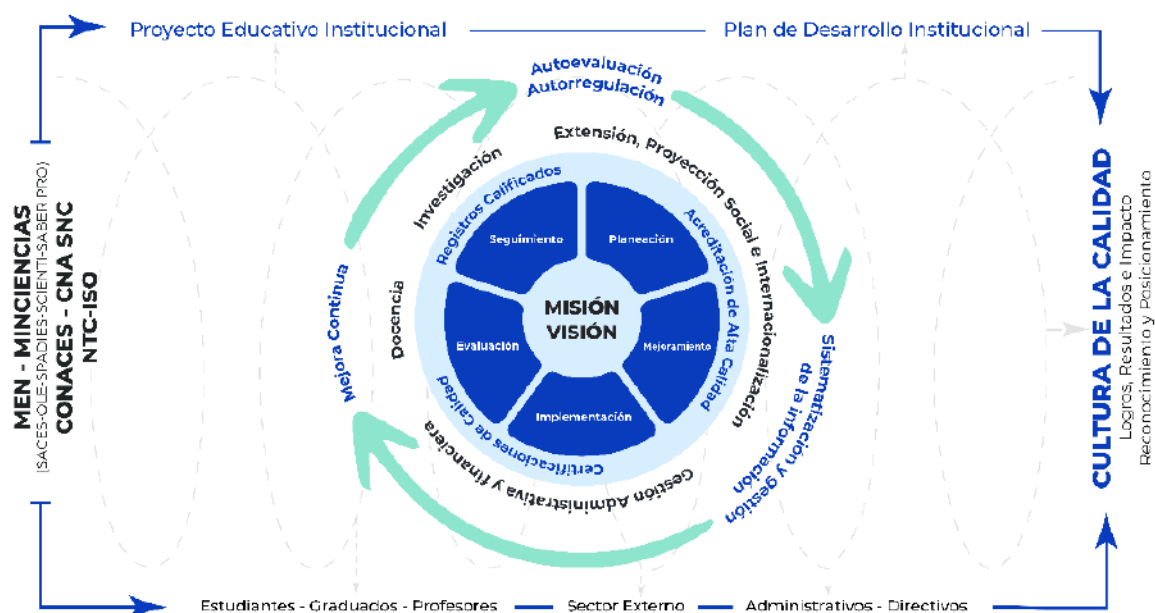 Proyecto Educativo Institucional
Plan de Desarrollo Institucional
Autoevaluación
Autorregulación
MEN - MINCIENCIAS
(SACES-OLE-SPADIES-SCIENTI-SABER PRO)
CONACES - CNA SNC
NTC-ISO
Mejora Continua
Docencia
Investigación
Extensión, Proyección Social e Internacionalización
Gestión Administrativa y financiera
Registros Calificados
Acreditación de Alta Calidad
Certificaciones de Calidad
Seguimiento
Planeación
Evaluación
MISIÓN
VISIÓN
Mejoramiento
Implementación
Sistematización y gestión
de la información
CULTURA DE LA CALIDAD
Logros, Resultados e Impacto
Reconocimiento y Posicionamiento
Estudiantes - Graduados - Profesores
Sector Externo
Administrativos - Directivos